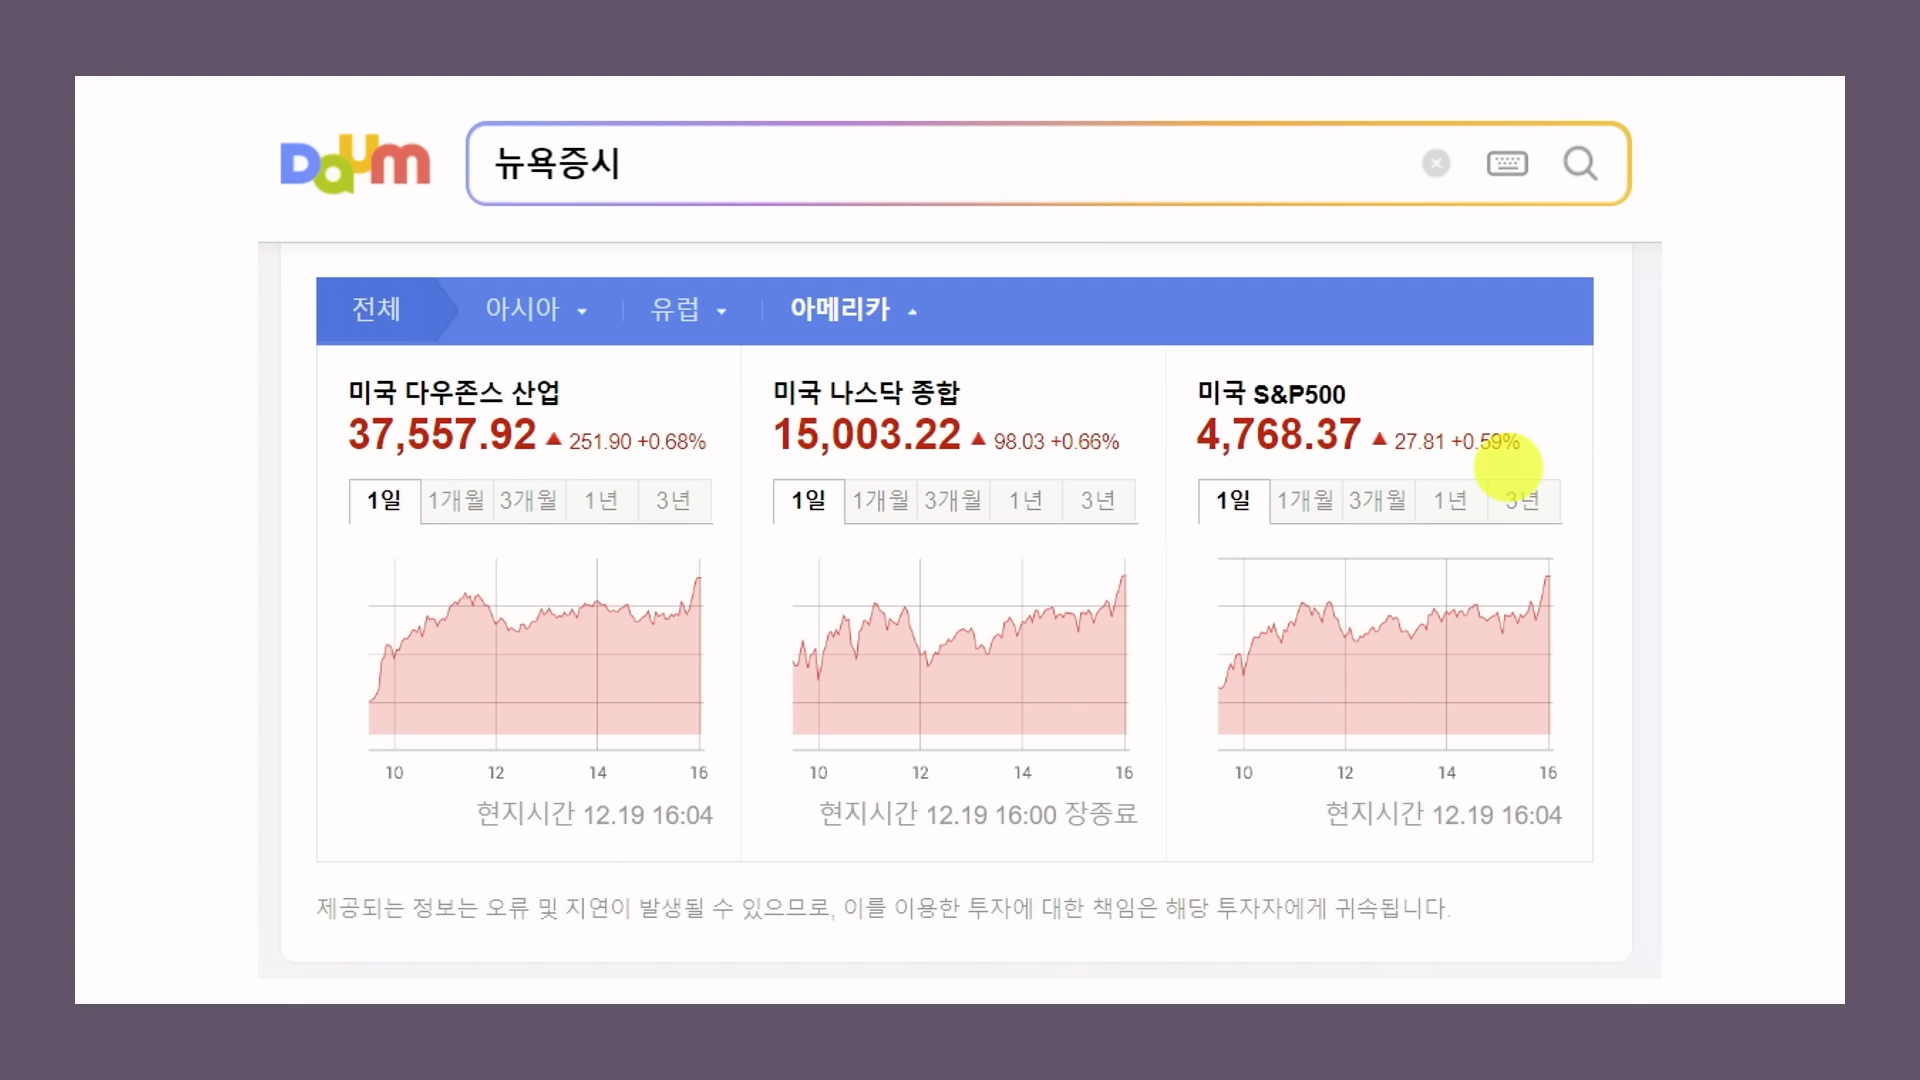 Daum 뉴욕증시
전체 아시아 유럽 아메리카
미국 다우존스 산업
37,557.92 ▲ 251.90 +0.68%
1일 1개월 3개월 1년 3년
10 12 14 16
현지시간 12.19 16:04
미국 나스닥 종합
15,003.22 ▲ 98.03 +0.66%
1일 1개월 3개월 1년 3년
10 12 14 16
현지시간 12.19 16:00 장종료
미국 S&P500
4,768.37 ▲ 27.81 +0.59%
1일 1개월 3개월 1년 3년
10 12 14 16
현지시간 12.19 16:04
제공되는 정보는 오류 및 지연이 발생될 수 있으므로, 이를 이용한 투자에 대한 책임은 해당 투자자에게 귀속됩니다.